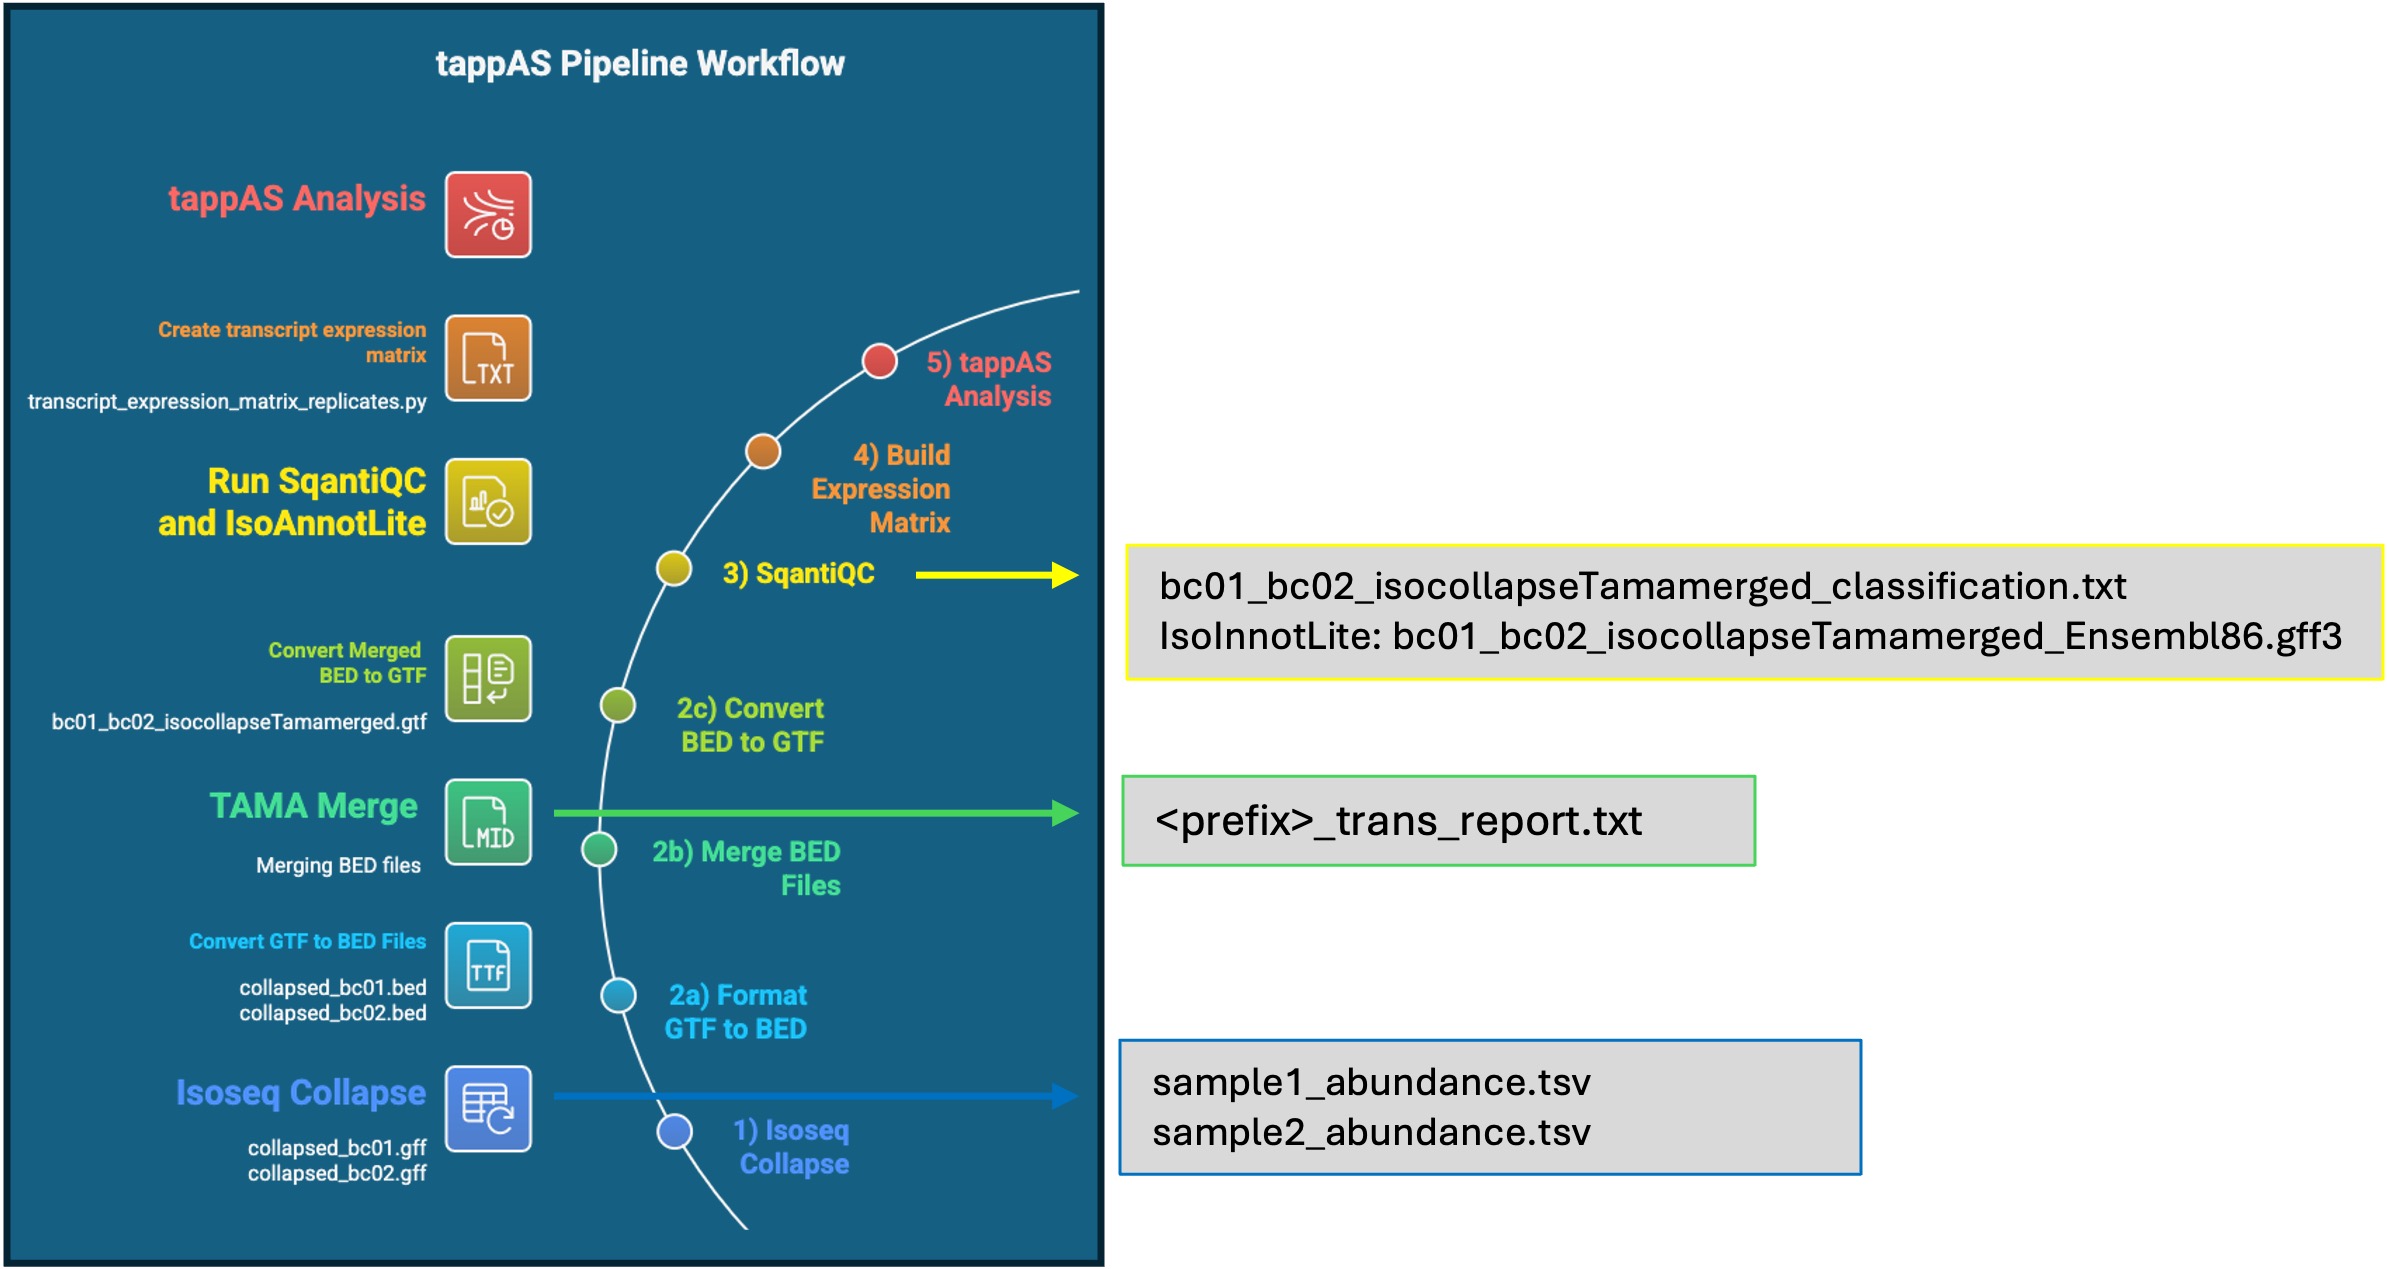 tappAS Pipeline Workflow
tappAS Analysis
Create transcript expression
matrix
TXT
transcript_expression_matrix_replicates.py
Run SqantiQC
and IsoAnnotLite
Convert Merged
BED to GTF
bc01_bc02_isocollapseTamamerged.gtf
TAMA Merge
MID
Merging BED files
Convert GTF to BED Files
TTF
collapsed_bc01.bed
collapsed_bc02.bed
Isoseq Collapse
collapsed_bc01.gff
collapsed_bc02.gff
5) tappAS
Analysis
4) Build
Expression
Matrix
3) SqantiQC
2c) Convert
BED to GTF
2b) Merge BED
Files
2a) Format
GTF to BED
1) Isoseq
Collapse
bc01_bc02_isocollapseTamamerged_classification.txt
IsoInnotLite: bc01_bc02_isocollapseTamamerged_Ensembl86.gff3
<prefix>_trans_report.txt
sample1_abundance.tsv
sample2_abundance.tsv